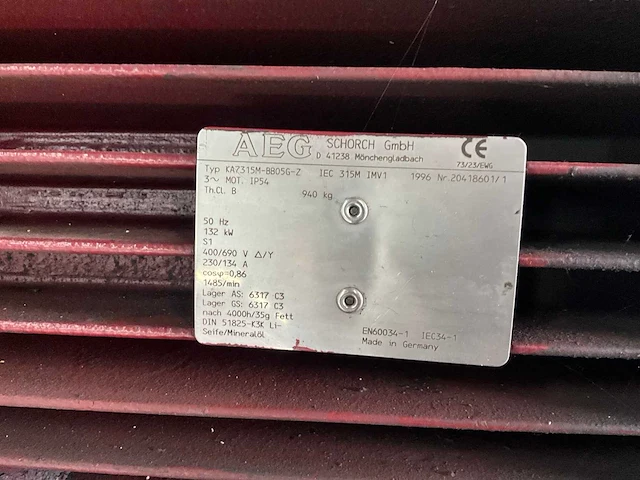 AEG SCHORCH GmbH CE
D 41238 Mönchengladbach 73/23/EWG
Typ KA7315M-BB05G-Z IEC 315M IMV1 1996 Nr.20418601/1
3~ MOT. IP54
Th.CL. B 940 kg
50 Hz
132 kW
S1
400/690 V △/Y
230/134 A
cosφ=0,86
1485/min
Lager AS: 6317 C3
Lager GS: 6317 C3
nach 4000h/35g Fett
DIN 51825-K3K Li-
Seife/Mineralöl
EN60034-1 IEC34-1
Made in Germany